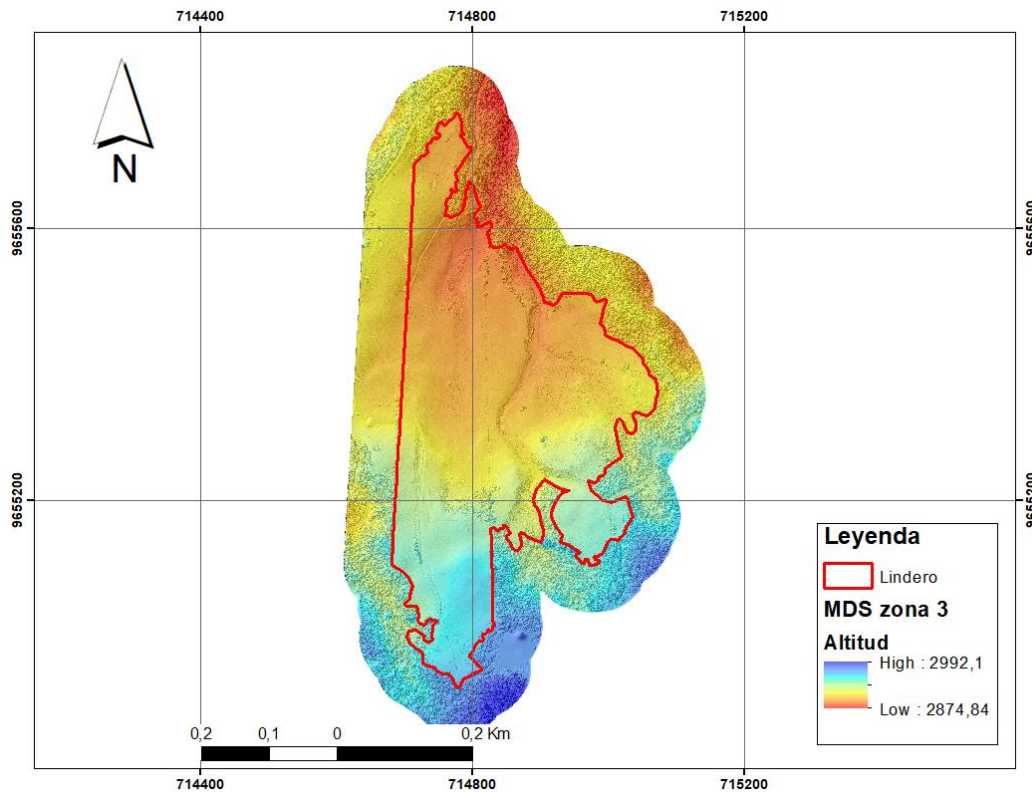 714400 714800 715200
N
9655600 9655600
9655200 9655200
Leyenda
Lindero
MDS zona 3
Altitud
High : 2992,1
Low : 2874,84
0,2 0,1 0 0,2 Km
714400 714800 715200